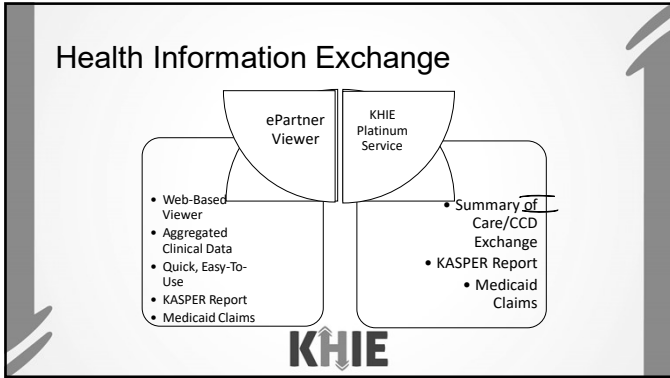 Health Information Exchange
ePartner
Viewer
KHIE
Platinum
Service
• Web-Based
Viewer
• Aggregated
Clinical Data
• Quick, Easy-To-
Use
• KASPER Report
• Medicaid Claims
• Summary of
Care/CCD
Exchange
• KASPER Report
• Medicaid
Claims
KHIE